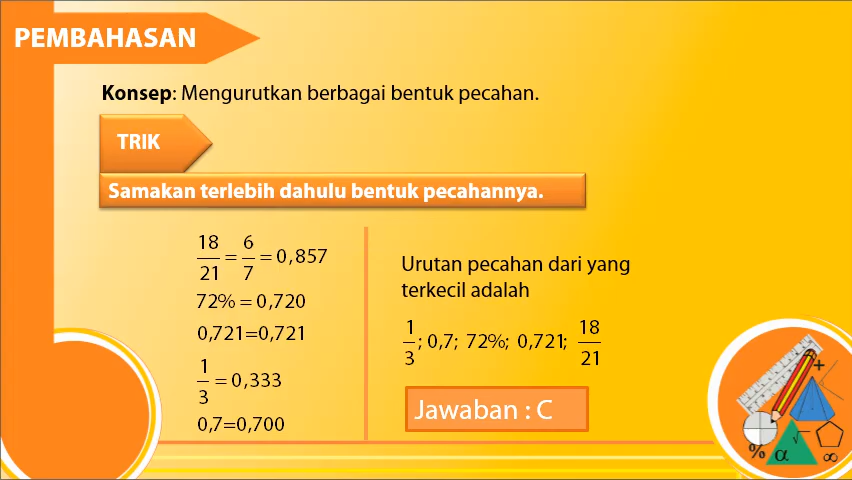 PEMBAHASAN
Konsep: Mengurutkan berbagai bentuk pecahan.
TRIK
Samakan terlebih dahulu bentuk pecahannya.
18/21 = 6/7 = 0,857
72% = 0,720
0,721=0,721
1/3 = 0,333
0,7=0,700
Urutan pecahan dari yang
terkecil adalah
1/3; 0,7; 72%; 0,721; 18/21
Jawaban : C
+
√
% α ∞